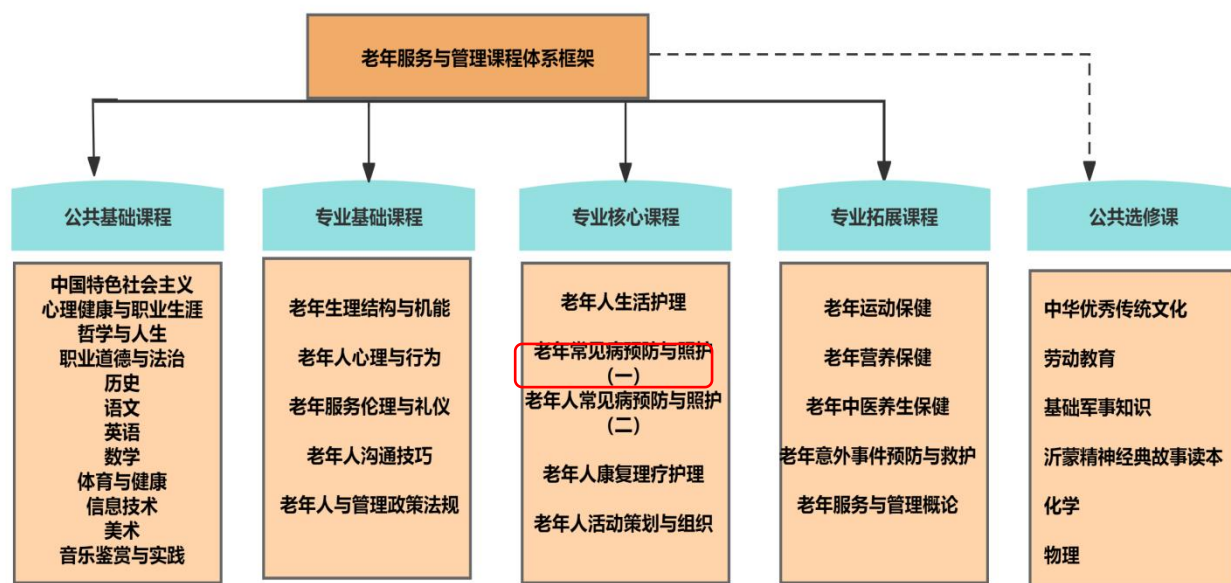 老年服务与管理课程体系框架
公共基础课程
中国特色社会主义
心理健康与职业生涯
哲学与人生
职业道德与法治
历史
语文
英语
数学
体育与健康
信息技术
美术
音乐鉴赏与实践
专业基础课程
老年生理结构与机能
老年人心理与行为
老年服务伦理与礼仪
老年人沟通技巧
老年人与管理政策法规
专业核心课程
老年人生活护理
老年常见病预防与照护
(一)
老年人常见病预防与照护
(二)
老年人康复理疗护理
老年人活动策划与组织
专业拓展课程
老年运动保健
老年营养保健
老年中医养生保健
老年意外事件预防与救护
老年服务与管理概论
公共选修课
中华优秀传统文化
劳动教育
基础军事知识
沂蒙精神经典故事读本
化学
物理